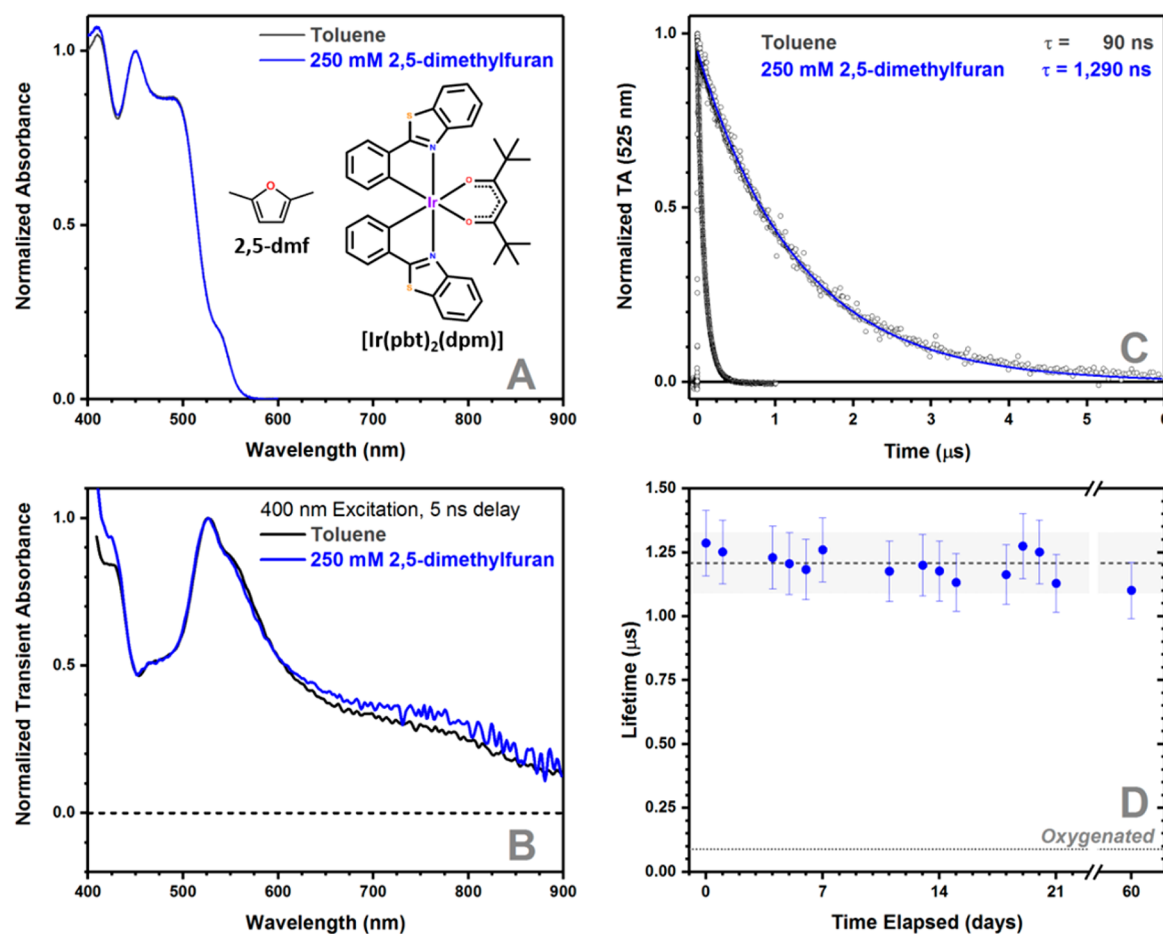 Normalized Absorbance
1.0
0.5
0.0
Toluene
250 mM 2,5-dimethylfuran
O
2,5-dmf
S
N
Ir
O
O
N
S
[Ir(pbt)2(dpm)]
A
400 500 600 700 800 900
Wavelength (nm)
Normalized TA (525 nm)
1.0
0.5
0.0
Toluene τ = 90 ns
250 mM 2,5-dimethylfuran τ = 1,290 ns
C
0 1 2 3 4 5 6
Time (μs)
Normalized Transient Absorbance
1.0
0.5
0.0
400 nm Excitation, 5 ns delay
Toluene
250 mM 2,5-dimethylfuran
B
400 500 600 700 800 900
Wavelength (nm)
Lifetime (μs)
1.50
1.25
1.00
0.75
0.50
0.25
0.00
D
Oxygenated
0 7 14 21 60
Time Elapsed (days)